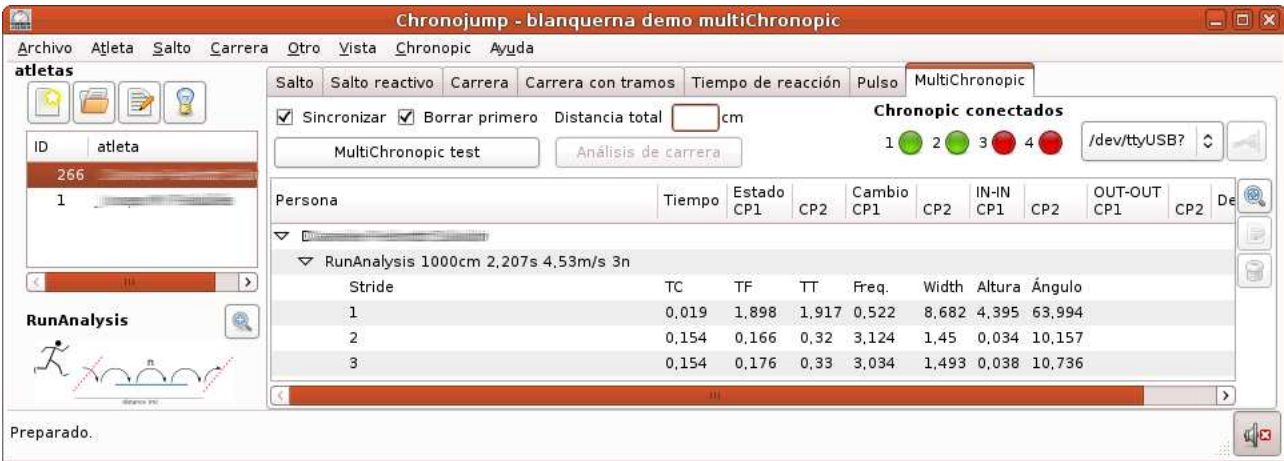 Chronojump - blanquerna demo multiChronopic
Archivo Atleta Salto Carrera Otro Vista Chronopic Ayuda
atletas
ID atleta
266
1
RunAnalysis
n
Salto Salto reactivo Carrera Carrera con tramos Tiempo de reacción Pulso MultiChronopic
Sincronizar Borrar primero Distancia total cm
MultiChronopic test Análisis de carrera
Chronopic conectados
1 2 3 4
/dev/ttyUSB?
Persona Tiempo Estado CP1 CP2 Cambio CP1 CP2 IN-IN CP1 CP2 OUT-OUT CP1 CP2 De
RunAnalysis 1000cm 2,207s 4,53m/s 3n
Stride TC TF TT Freq. Width Altura Ángulo
1 0,019 1,898 1,917 0,522 8,682 4,395 63,994
2 0,154 0,166 0,32 3,124 1,45 0,034 10,157
3 0,154 0,176 0,33 3,034 1,493 0,038 10,736
Preparado.